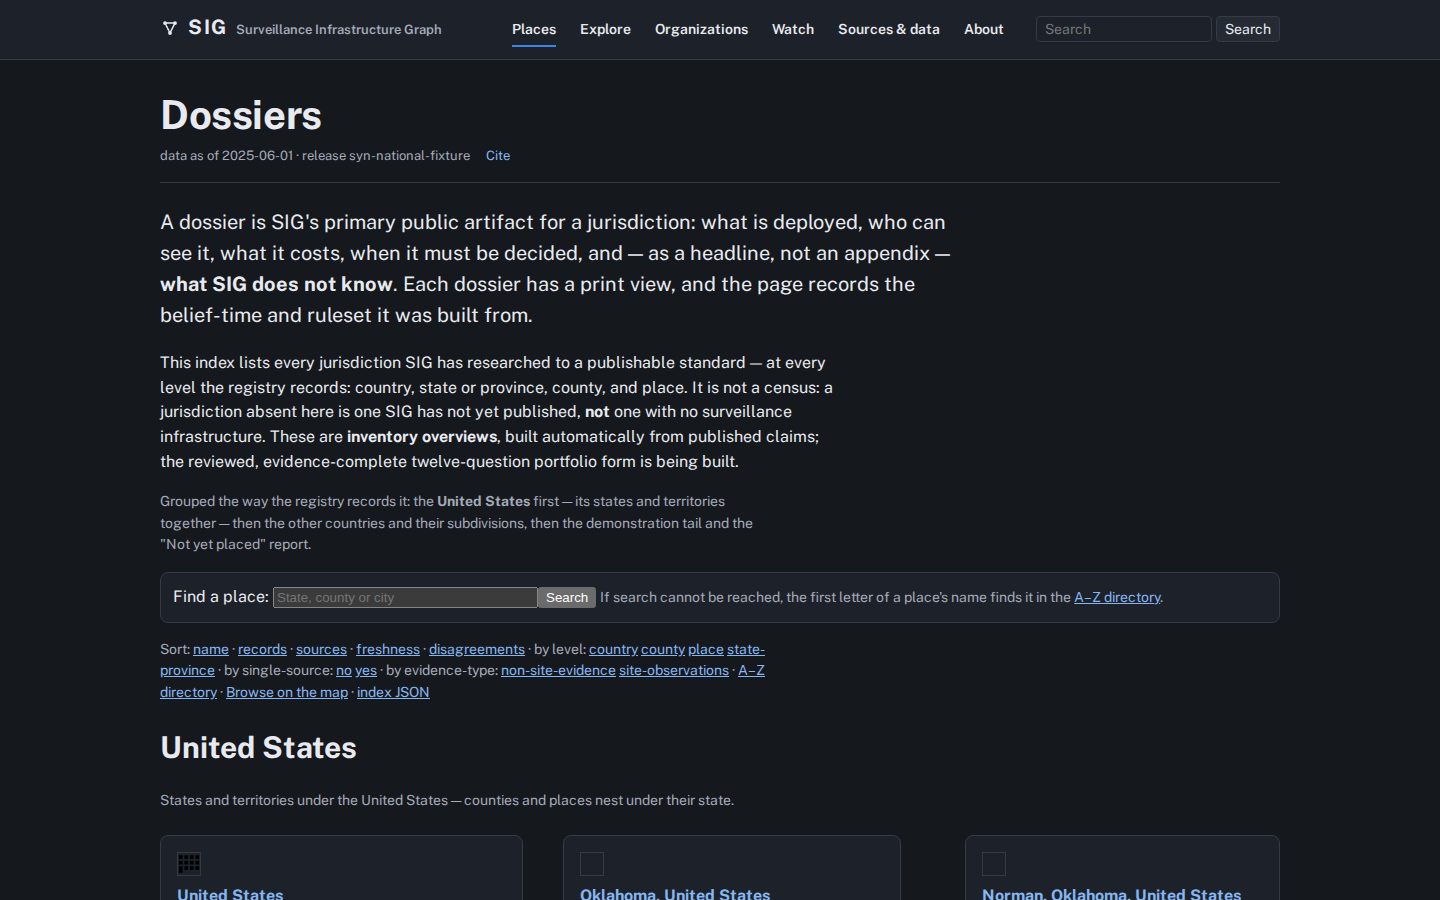 SIG Surveillance Infrastructure Graph Places Explore Organizations Watch Sources & data About Search Search
Dossiers
data as of 2025-06-01 · release syn-national-fixture Cite
A dossier is SIG's primary public artifact for a jurisdiction: what is deployed, who can
see it, what it costs, when it must be decided, and — as a headline, not an appendix —
what SIG does not know. Each dossier has a print view, and the page records the
belief-time and ruleset it was built from.
This index lists every jurisdiction SIG has researched to a publishable standard — at every
level the registry records: country, state or province, county, and place. It is not a census: a
jurisdiction absent here is one SIG has not yet published, not one with no surveillance
infrastructure. These are inventory overviews, built automatically from published claims;
the reviewed, evidence-complete twelve-question portfolio form is being built.
Grouped the way the registry records it: the United States first — its states and territories
together — then the other countries and their subdivisions, then the demonstration tail and the
"Not yet placed" report.
Find a place: State, county or city Search If search cannot be reached, the first letter of a place's name finds it in the A–Z directory.
Sort: name · records · sources · freshness · disagreements · by level: country county place state-
province · by single-source: no yes · by evidence-type: non-site-evidence site-observations · A–Z
directory · Browse on the map · index JSON
United States
States and territories under the United States — counties and places nest under their state.
United States Oklahoma, United States Norman, Oklahoma, United States